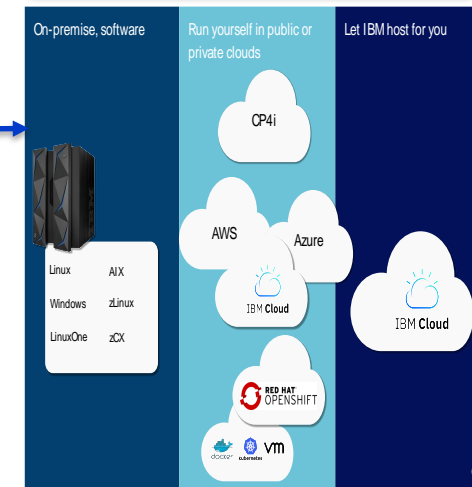 On-premise, software
Run yourself in public or
private clouds
Let IBM host for you
CP4i
AWS
Azure
IBM Cloud
IBM Cloud
Linux
AIX
Windows
zLinux
LinuxOne
zCX
RED HAT
OPENSHIFT
docker
kubernetes
vm